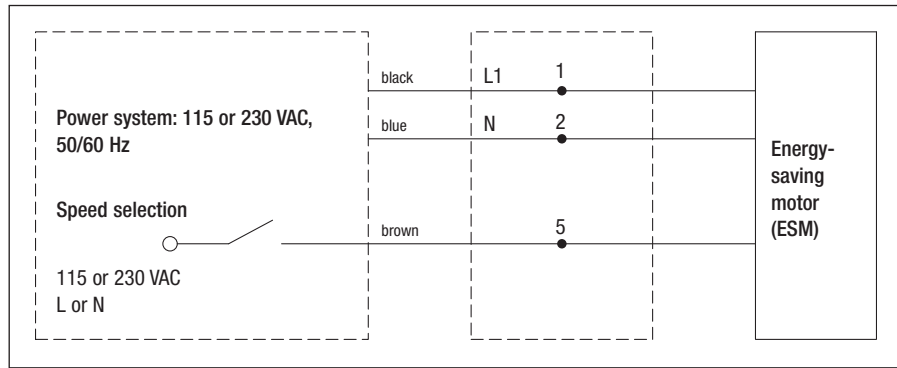 black
L1
1
Power system: 115 or 230 VAC,
50/60 Hz
blue
N
2
Energy-
saving
motor
(ESM)
Speed selection
brown
5
115 or 230 VAC
L or N